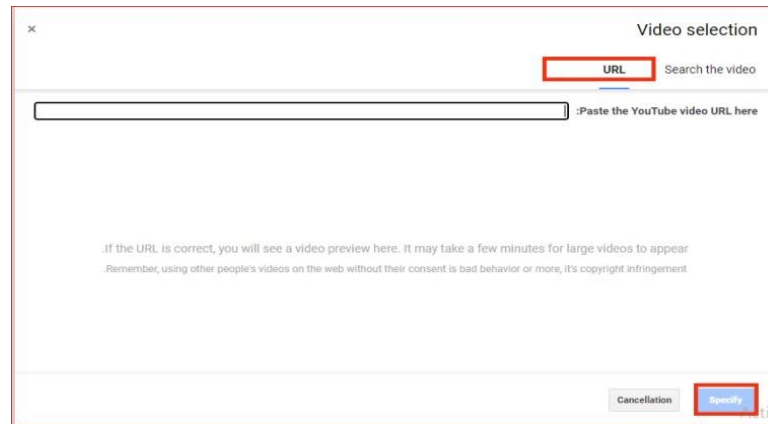 ×
Video selection
URL Search the video
:Paste the YouTube video URL here
.If the URL is correct, you will see a video preview here. It may take a few minutes for large videos to appear
.Remember, using other people's videos on the web without their consent is bad behavior or more, it's copyright infringement
Cancellation Specify